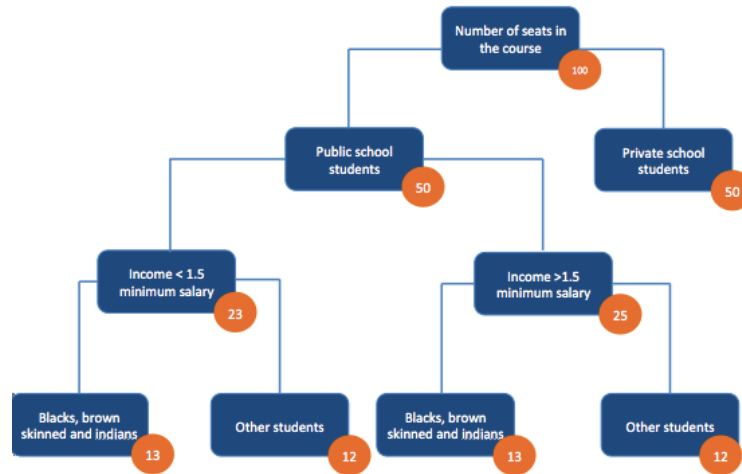 Number of seats in
the course
100
Public school
students
50
Private school
students
50
Income < 1.5
minimum salary
23
Income >1.5
minimum salary
25
Blacks, brown
skinned and indians
13
Other students
12
Blacks, brown
skinned and indians
13
Other students
12